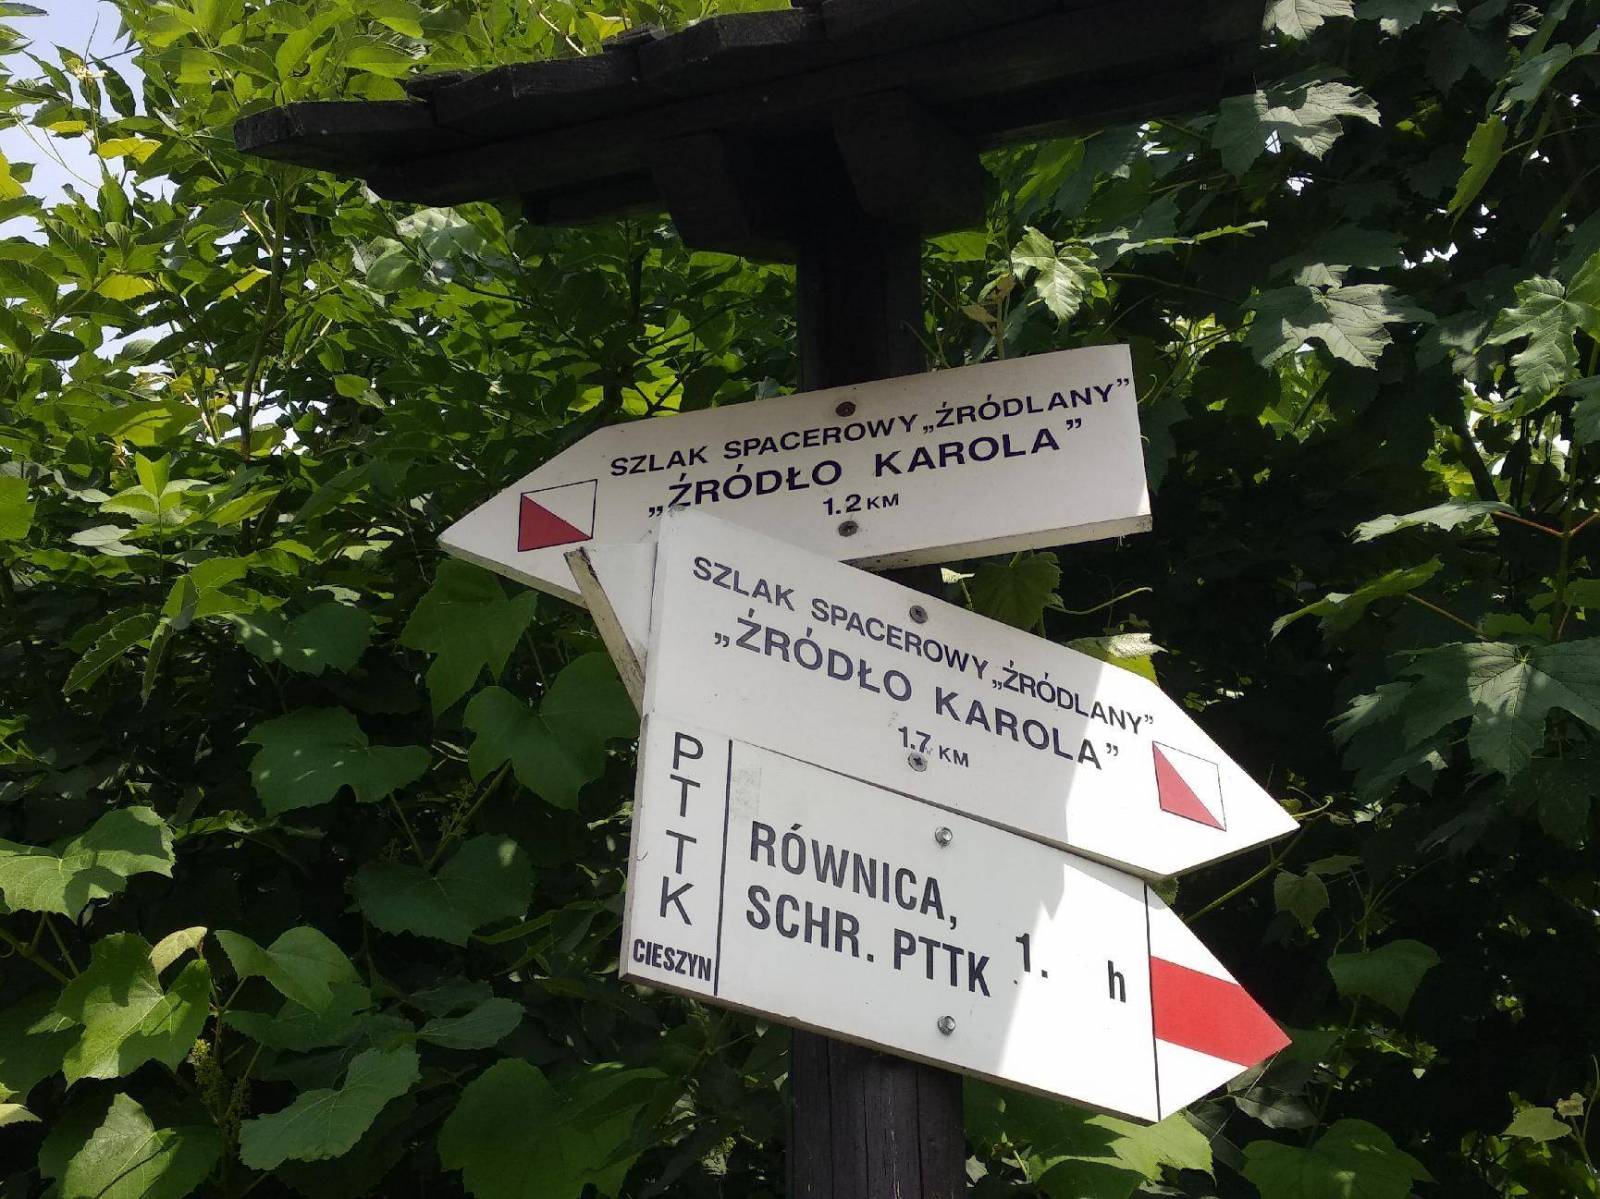 SZLAK SPACEROWY „ŹRÓDLANY”
„ŹRÓDŁO KAROLA”
1.2 KM
SZLAK SPACEROWY „ŹRÓDLANY”
„ŹRÓDŁO KAROLA”
1.7 KM
PTTK
CIESZYN
RÓWNICA,
SCHR. PTTK 1. h